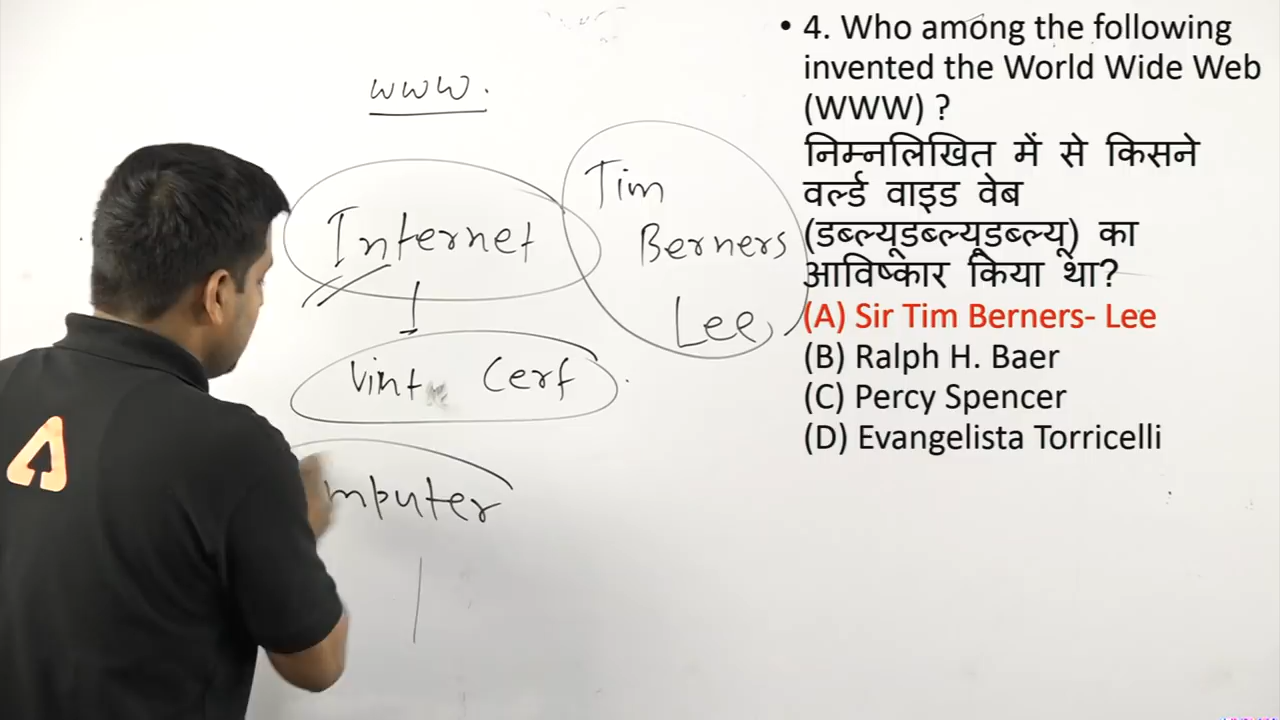 www.
Internet
Tim
Berners
Lee
Vint Cerf
mputer
• 4. Who among the following
invented the World Wide Web
(WWW) ?
निम्नलिखित में से किसने
वर्ल्ड वाइड वेब
(डब्ल्यूडब्ल्यूडब्ल्यू) का
आविष्कार किया था?
(A) Sir Tim Berners- Lee
(B) Ralph H. Baer
(C) Percy Spencer
(D) Evangelista Torricelli